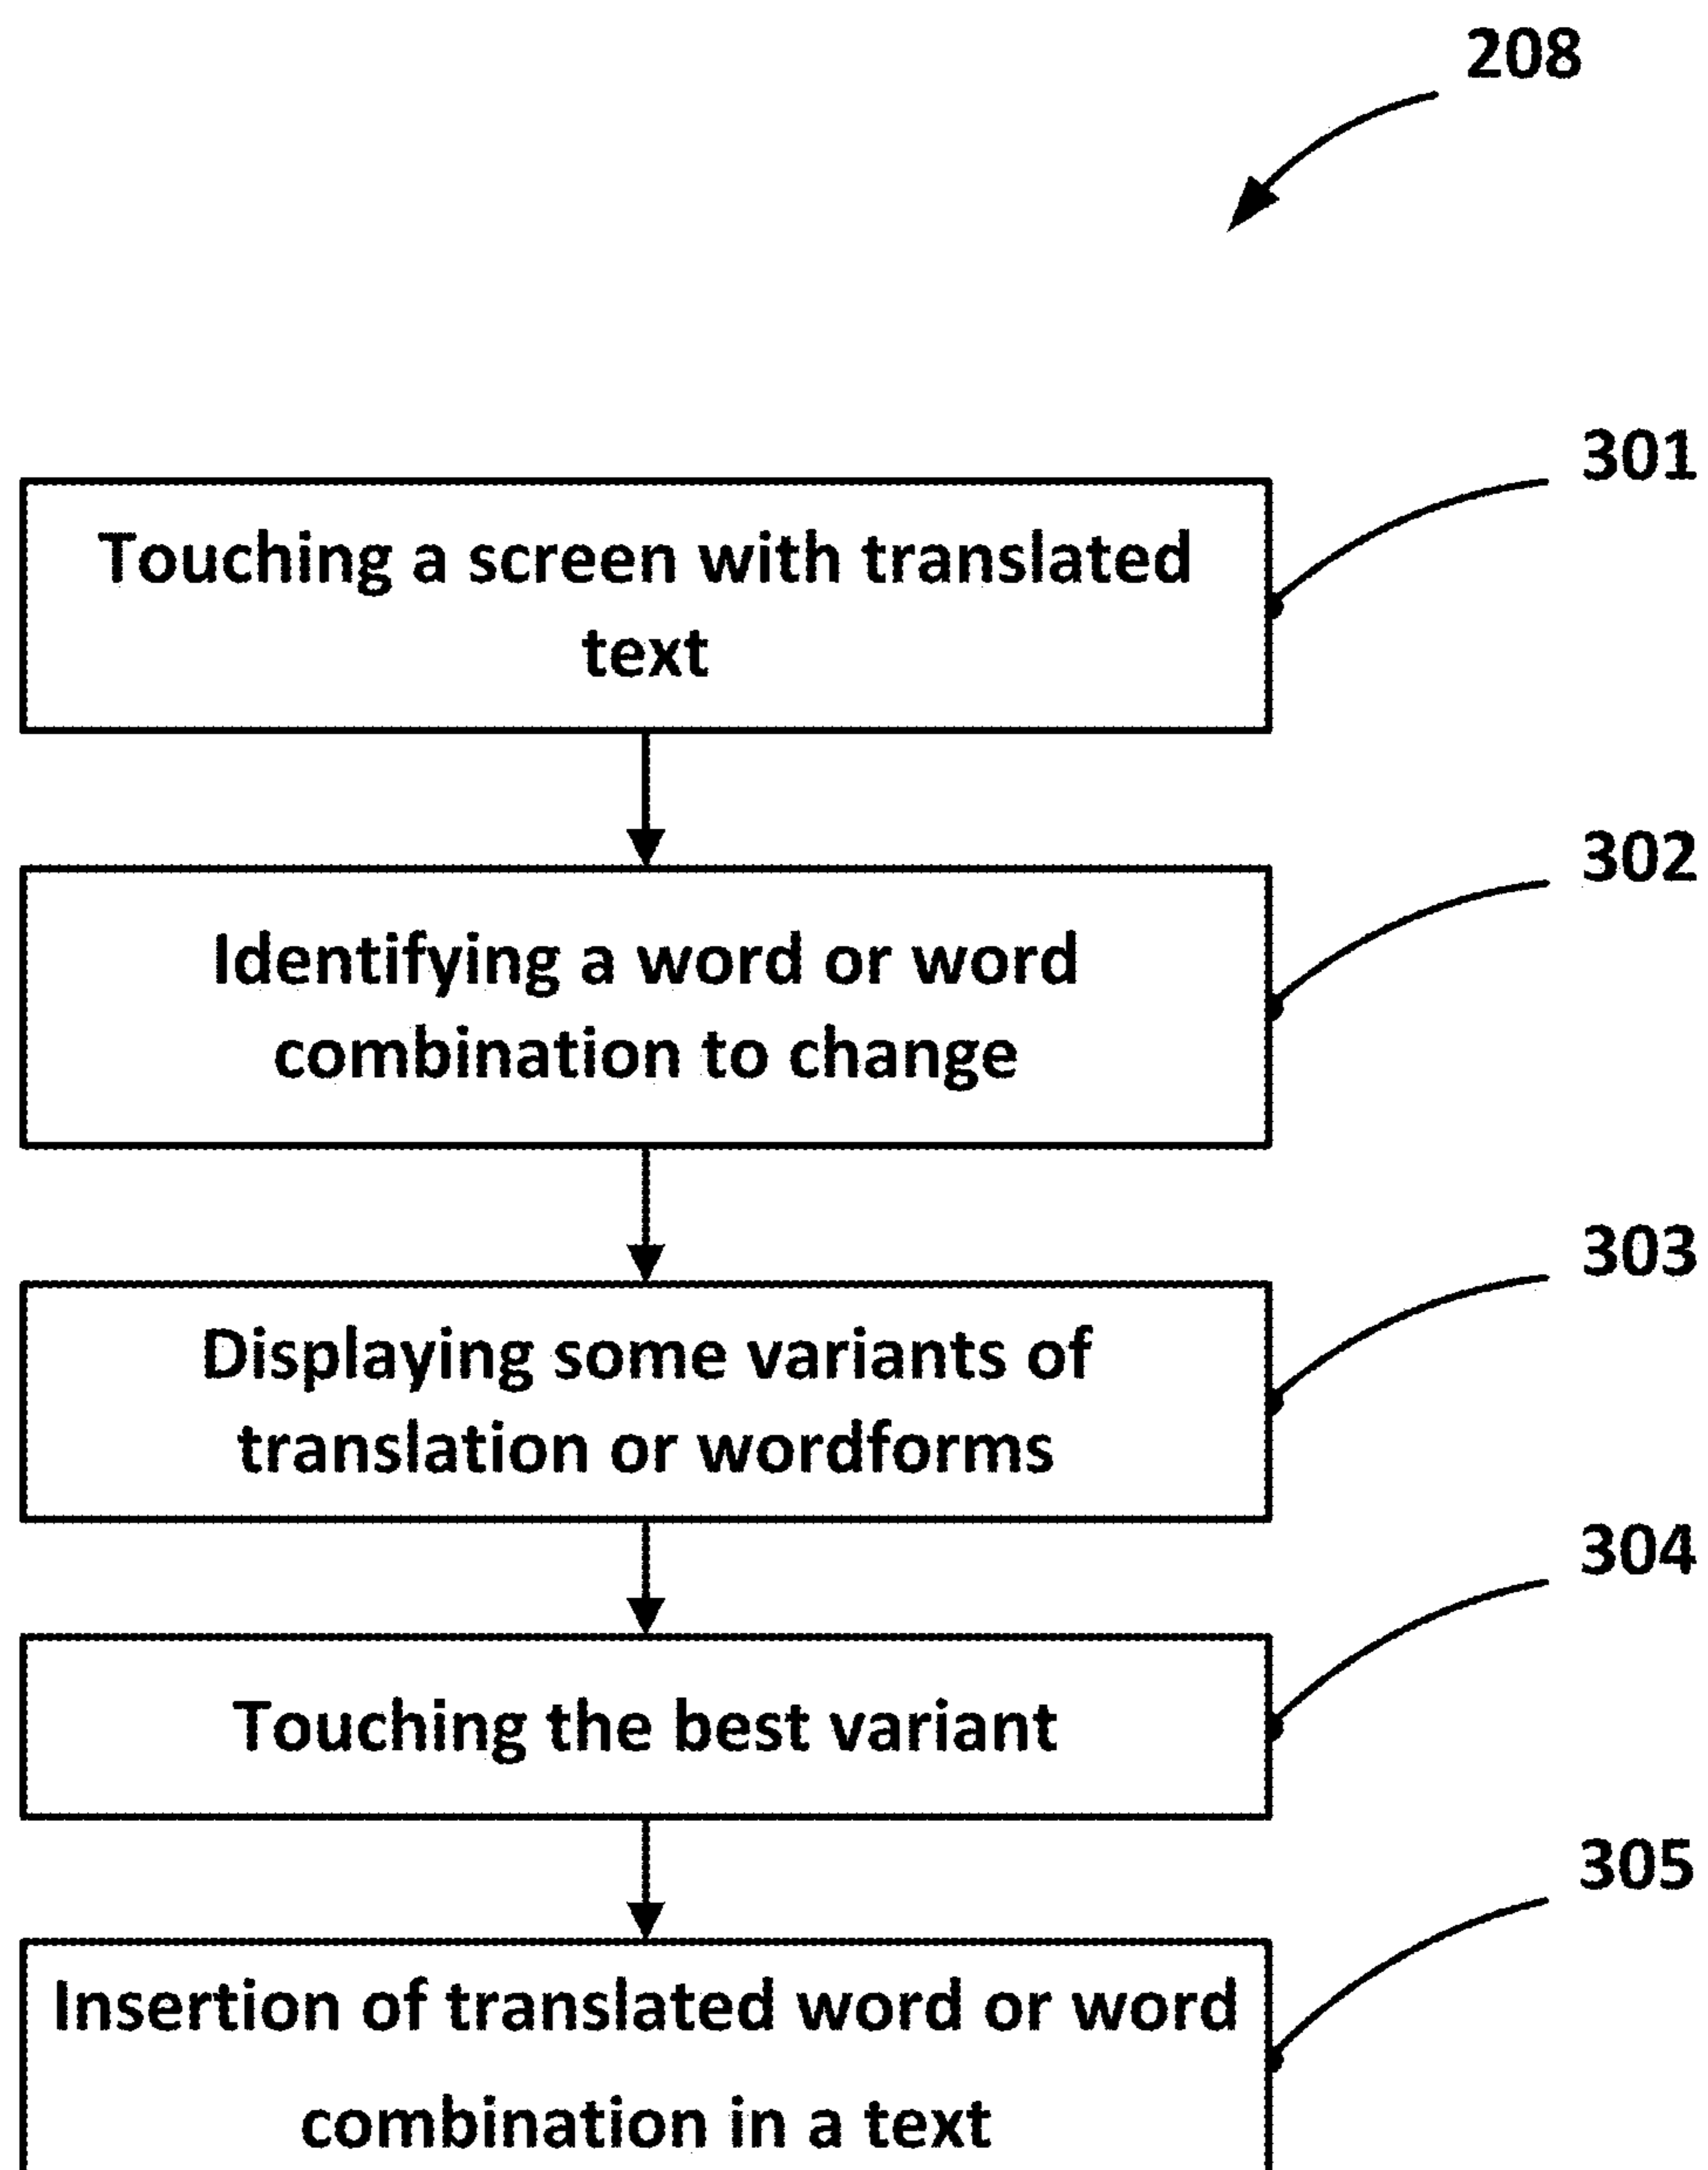 208
301
Touching a screen with translated
text
302
Identifying a word or word
combination to change
303
Displaying some variants of
translation or wordforms
304
Touching the best variant
305
Insertion of translated word or word
combination in a text